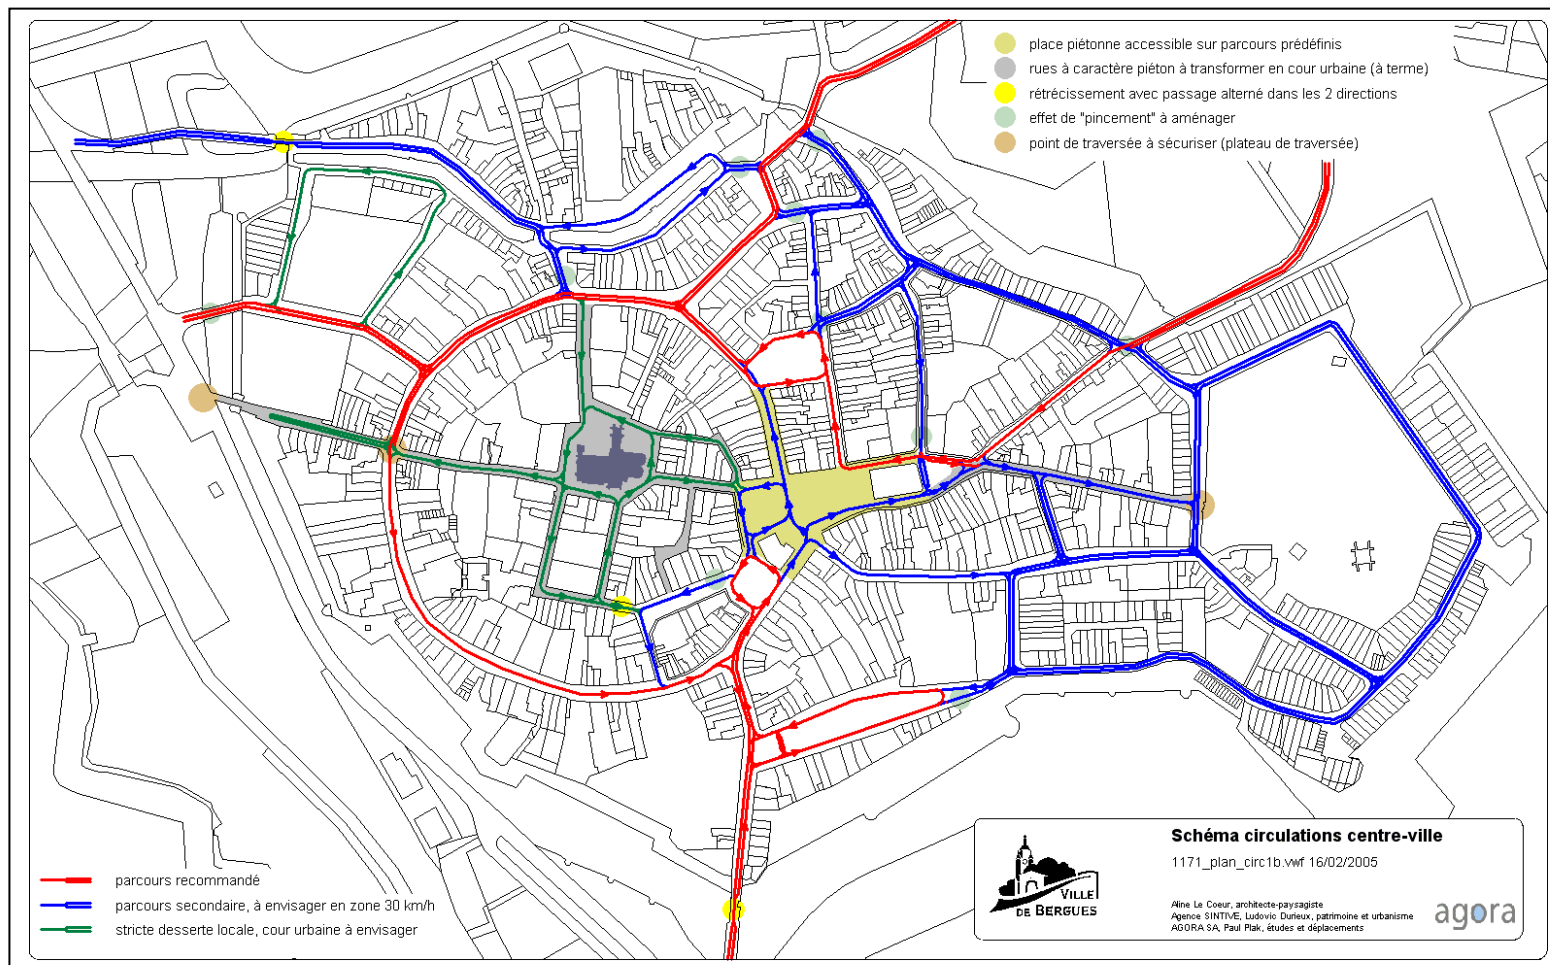 place piétonne accessible sur parcours prédéfinis
rues à caractère piéton à transformer en cour urbaine (à terme)
rétrécissement avec passage alterné dans les 2 directions
effet de "pincement" à aménager
point de traversée à sécuriser (plateau de traversée)
parcours recommandé
parcours secondaire, à envisager en zone 30 km/h
stricte desserte locale, cour urbaine à envisager
VILLE
DE BERGUES
Schéma circulations centre-ville
1171_plan_circ1b.vwf 16/02/2005
Aline Le Coeur, architecte-paysagiste
Agence SINTIVE, Ludovic Durieux, patrimoine et urbanisme
AGORA SA, Paul Plak, études et déplacements
agora